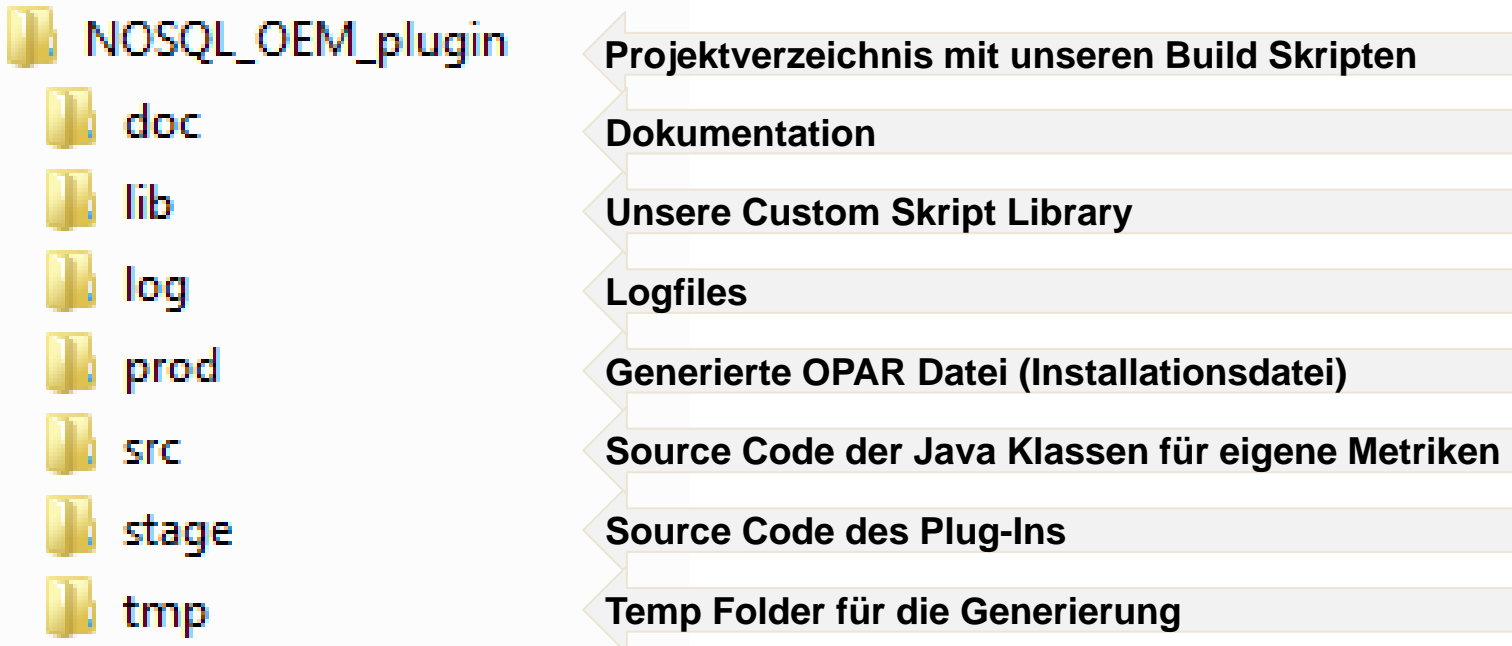 NOSQL_OEM_plugin Projektverzeichnis mit unseren Build Skripten
doc Dokumentation
lib Unsere Custom Skript Library
log Logfiles
prod Generierte OPAR Datei (Installationsdatei)
src Source Code der Java Klassen für eigene Metriken
stage Source Code des Plug-Ins
tmp Temp Folder für die Generierung